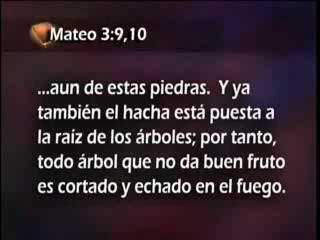 Mateo 3:9,10
...aun de estas piedras. Y ya
también el hacha está puesta a
la raíz de los árboles; por tanto,
todo árbol que no da buen fruto
es cortado y echado en el fuego.